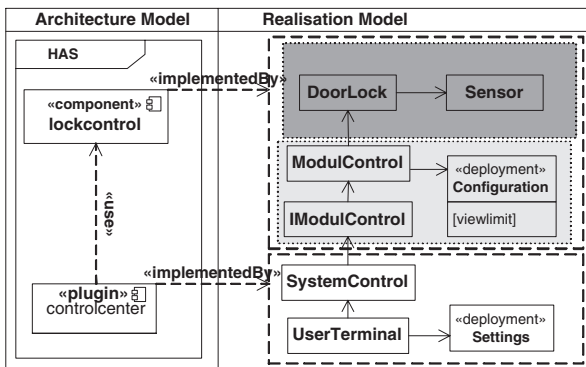 Architecture Model
Realisation Model
HAS
«implementedBy»
«component»
lockcontrol
«use»
«implementedBy»
«plugin»
controlcenter
DoorLock
Sensor
ModulControl
«deployment»
Configuration
[viewlimit]
IModulControl
SystemControl
UserTerminal
«deployment»
Settings